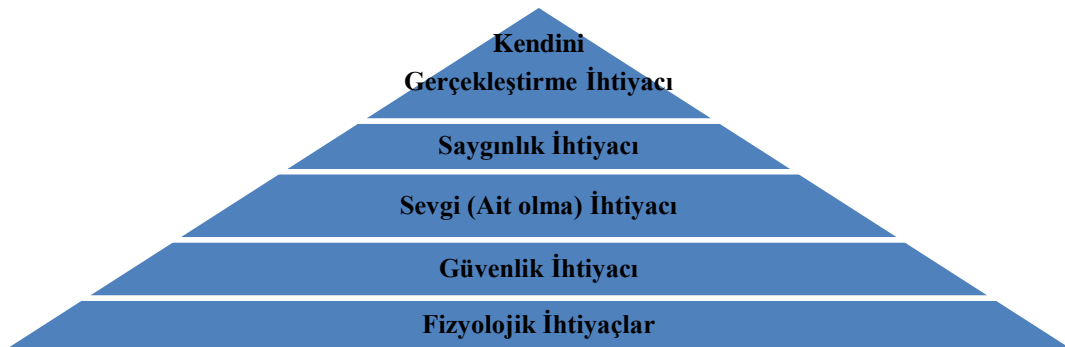 Kendini
Gerçekleştirme İhtiyacı
Saygınlık İhtiyacı
Sevgi (Ait olma) İhtiyacı
Güvenlik İhtiyacı
Fizyolojik İhtiyaçlar